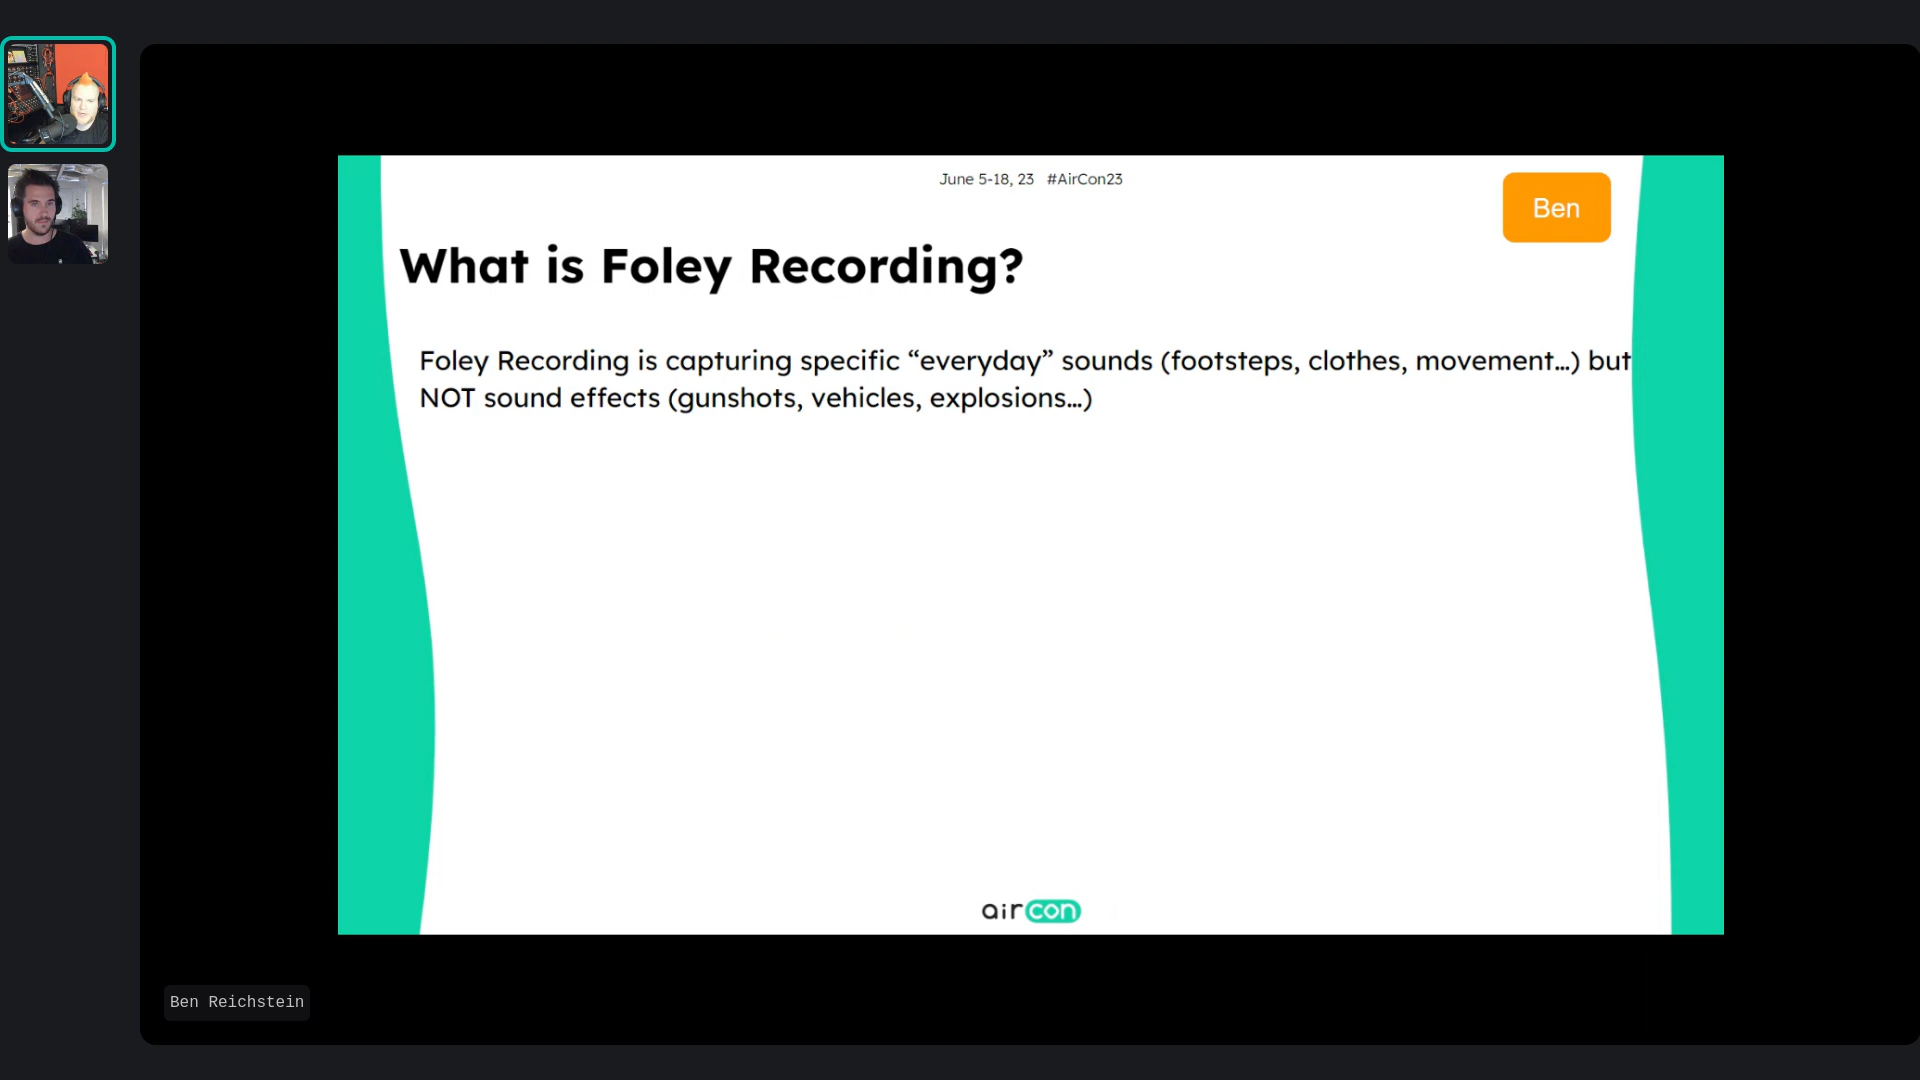 June 5-18, 23 #AirCon23
Ben
What is Foley Recording?
Foley Recording is capturing specific “everyday” sounds (footsteps, clothes, movement…) but
NOT sound effects (gunshots, vehicles, explosions…)
aircon
Ben Reichstein